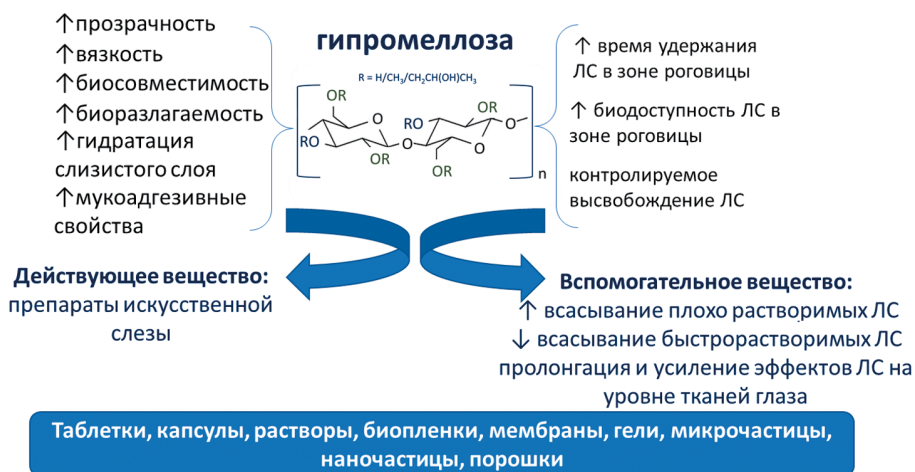 ↑прозрачность
↑вязкость
↑биосовместимость
↑биоразлагаемость
↑гидратация
слизистого слоя
↑мукоадгезивные
свойства
гипромеллоза
R = H/CH₃/CH₂CH(OH)CH₃
OR
O
RO
OR
O
OR
RO
O
O
OR
n
↑ время удержания
ЛС в зоне роговицы
↑ биодоступность ЛС в
зоне роговицы
контролируемое
высвобождение ЛС
Действующее вещество:
препараты искусственной
слезы
Вспомогательное вещество:
↑ всасывание плохо растворимых ЛС
↓ всасывание быстрорастворимых ЛС
пролонгация и усиление эффектов ЛС на
уровне тканей глаза
Таблетки, капсулы, растворы, биопленки, мембраны, гели, микрочастицы,
наночастицы, порошки